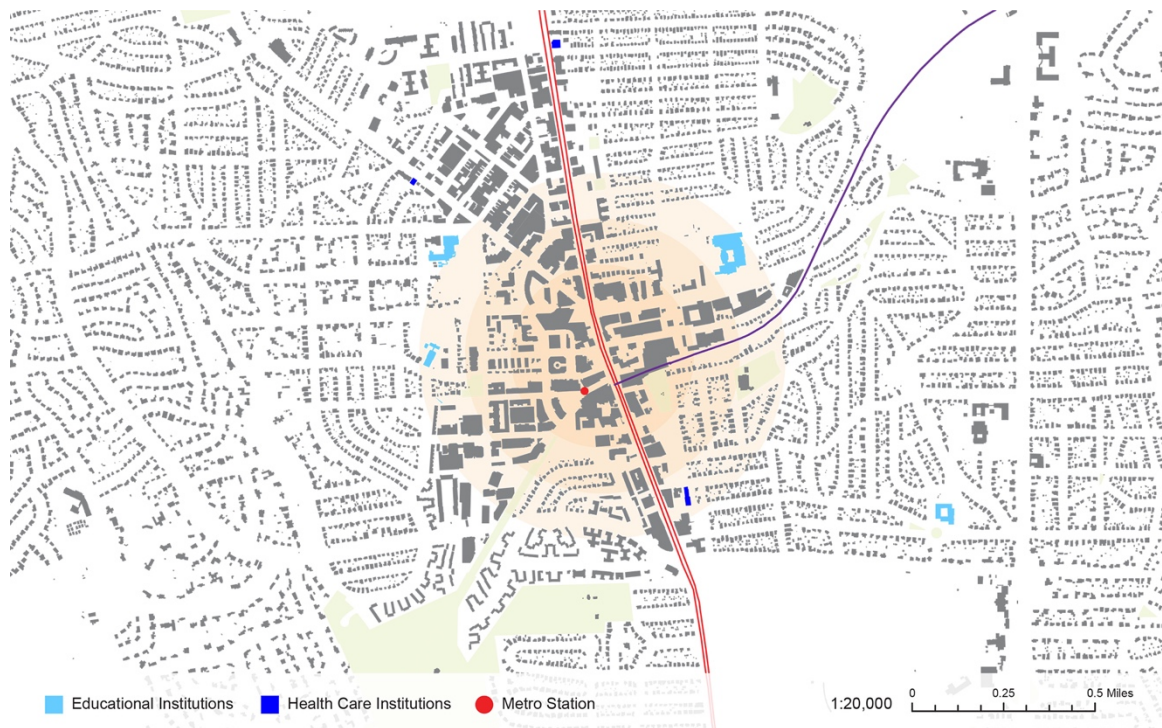 Educational Institutions
Health Care Institutions
Metro Station
1:20,000
0 0.25 0.5 Miles